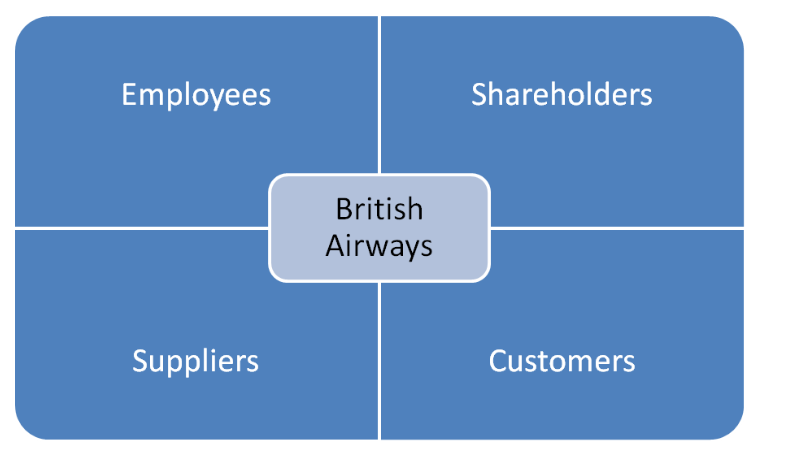 Employees
Shareholders
British
Airways
Suppliers
Customers